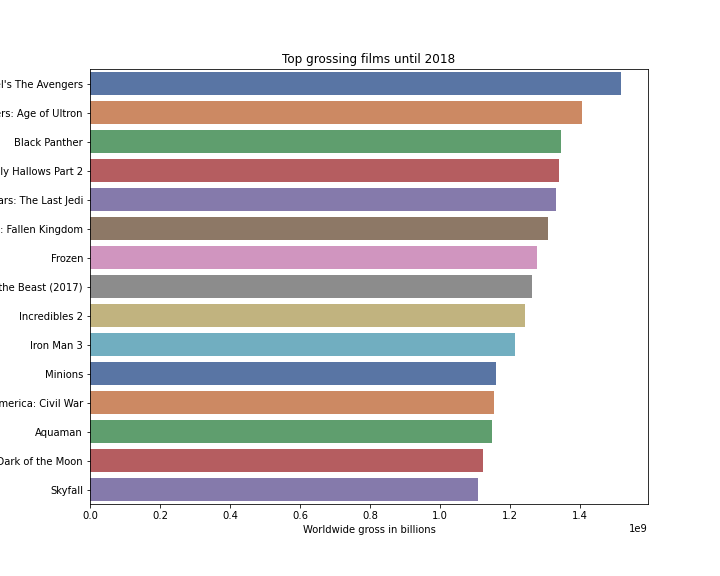 Top grossing films until 2018
el's The Avengers
ers: Age of Ultron
Black Panther
ly Hallows Part 2
ars: The Last Jedi
: Fallen Kingdom
Frozen
the Beast (2017)
Incredibles 2
Iron Man 3
Minions
merica: Civil War
Aquaman
Dark of the Moon
Skyfall
0.0 0.2 0.4 0.6 0.8 1.0 1.2 1.4
1e9
Worldwide gross in billions